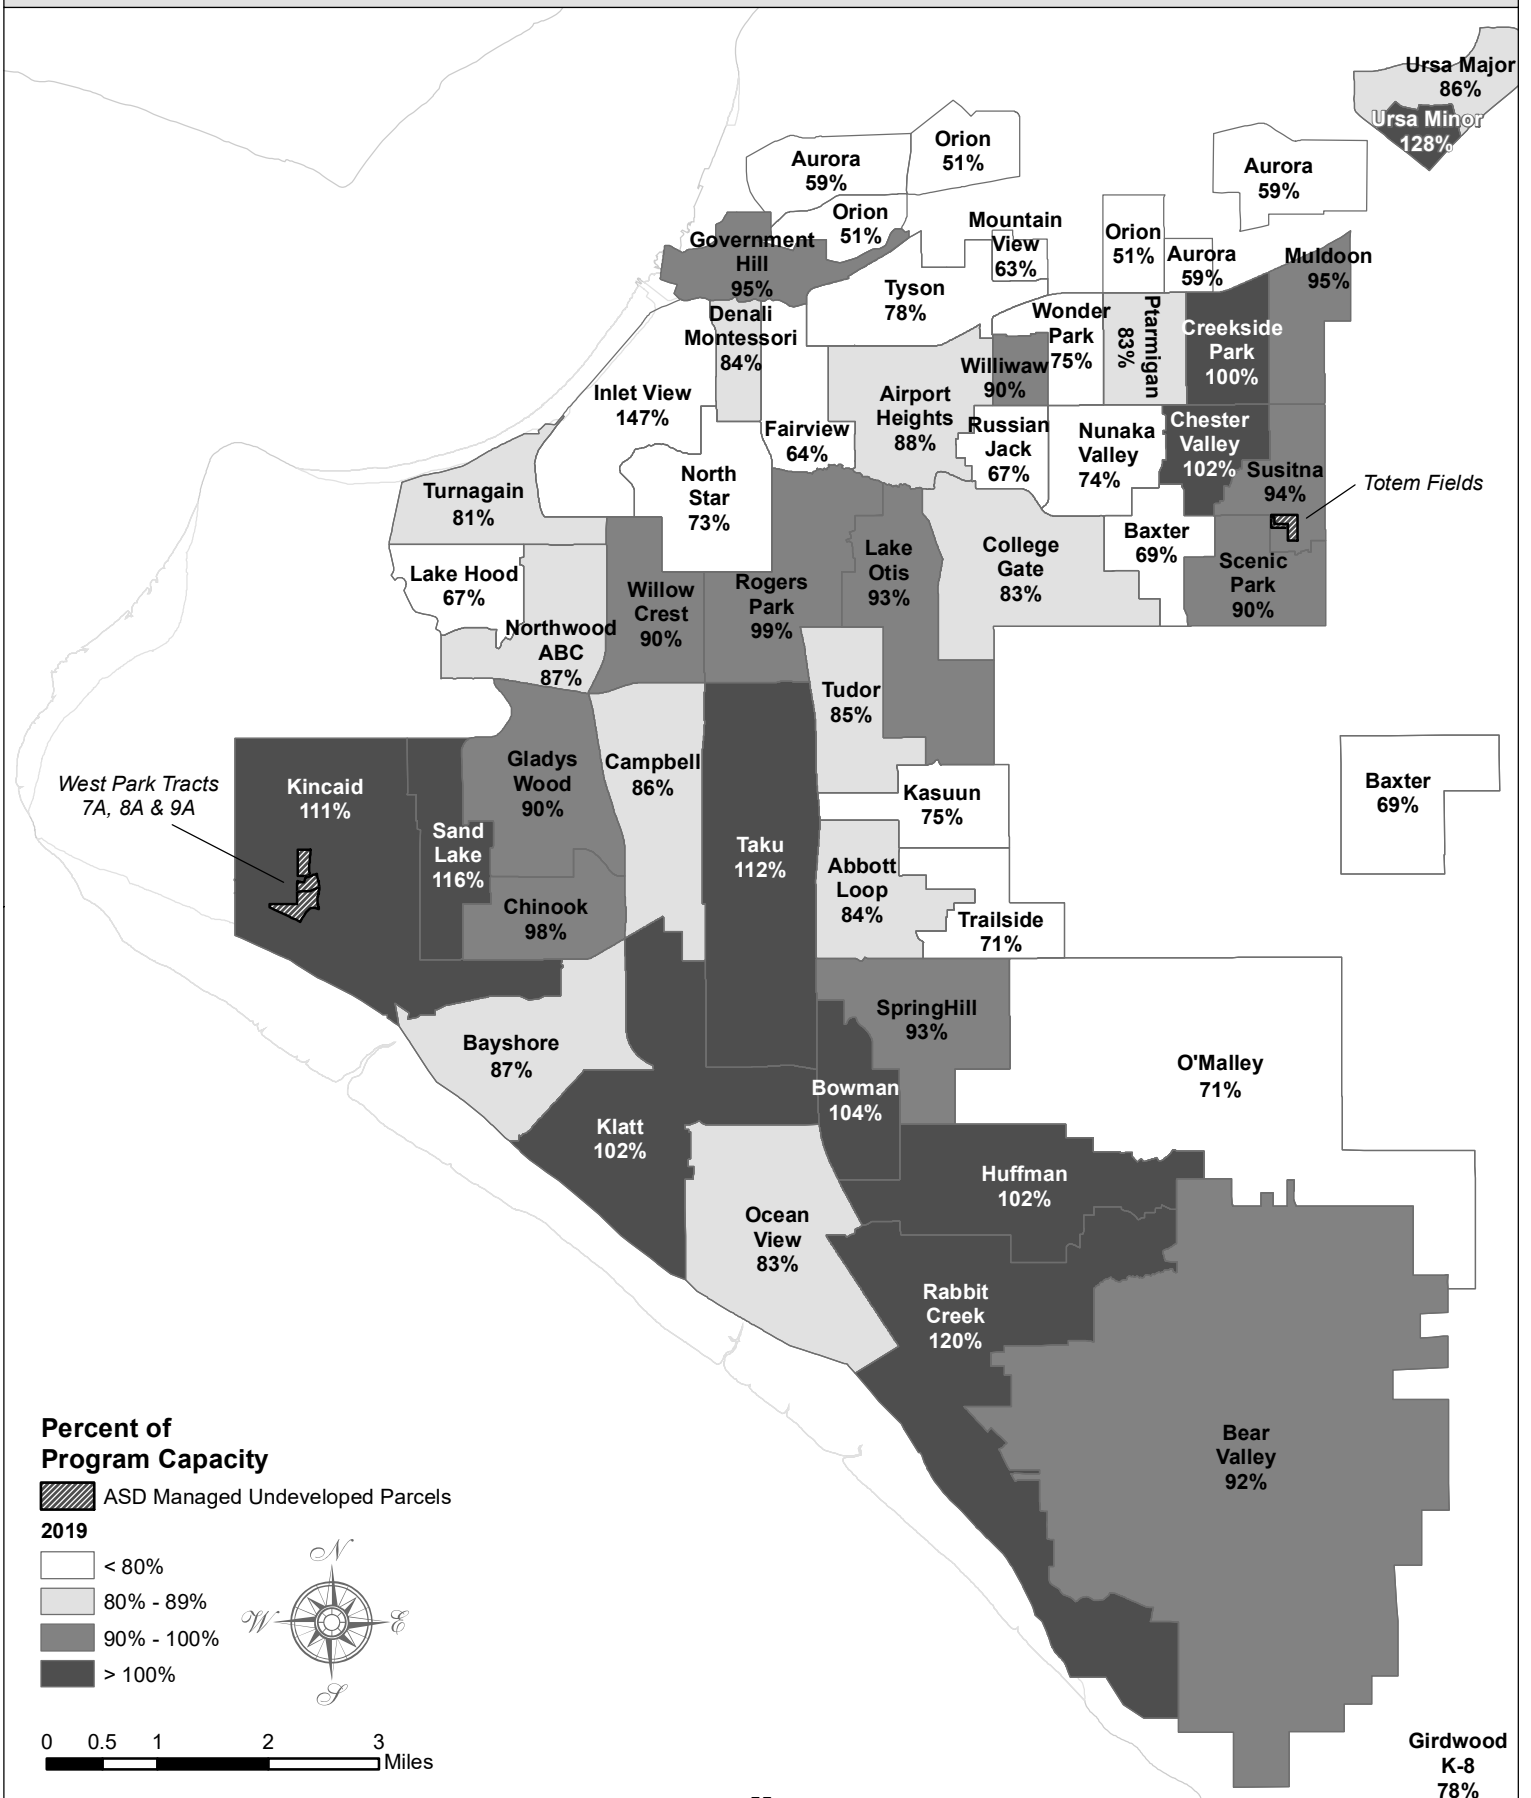 Ursa Major
86%
Ursa Minor
128%
Orion
51%
Aurora
59%
Aurora
59%
Orion
51%
Mountain
View
63%
Orion
51%
Aurora
59%
Muldoon
95%
Government
Hill
95%
Tyson
78%
Denali
Montessori
84%
Wonder
Park
75%
Ptarmigan
83%
Creekside
Park
100%
Williwaw
90%
Inlet View
147%
Airport
Heights
88%
Fairview
64%
Russian
Jack
67%
Nunaka
Valley
74%
Chester
Valley
102%
Susitna
94%
Totem Fields
North
Star
73%
Turnagain
81%
Baxter
69%
Lake
Otis
93%
College
Gate
83%
Scenic
Park
90%
Lake Hood
67%
Willow
Crest
90%
Rogers
Park
99%
Northwood
ABC
87%
Tudor
85%
Gladys
Wood
90%
Campbell
86%
Baxter
69%
West Park Tracts
7A, 8A & 9A
Kincaid
111%
Kasuun
75%
Sand
Lake
116%
Taku
112%
Abbott
Loop
84%
Chinook
98%
Trailside
71%
SpringHill
93%
Bayshore
87%
O'Malley
71%
Bowman
104%
Klatt
102%
Huffman
102%
Ocean
View
83%
Rabbit
Creek
120%
Bear
Valley
92%
Percent of
Program Capacity
ASD Managed Undeveloped Parcels
2019
< 80%
80% - 89%
90% - 100%
> 100%
N
W
E
S
0 0.5 1 2 3
Miles
Girdwood
K-8
78%